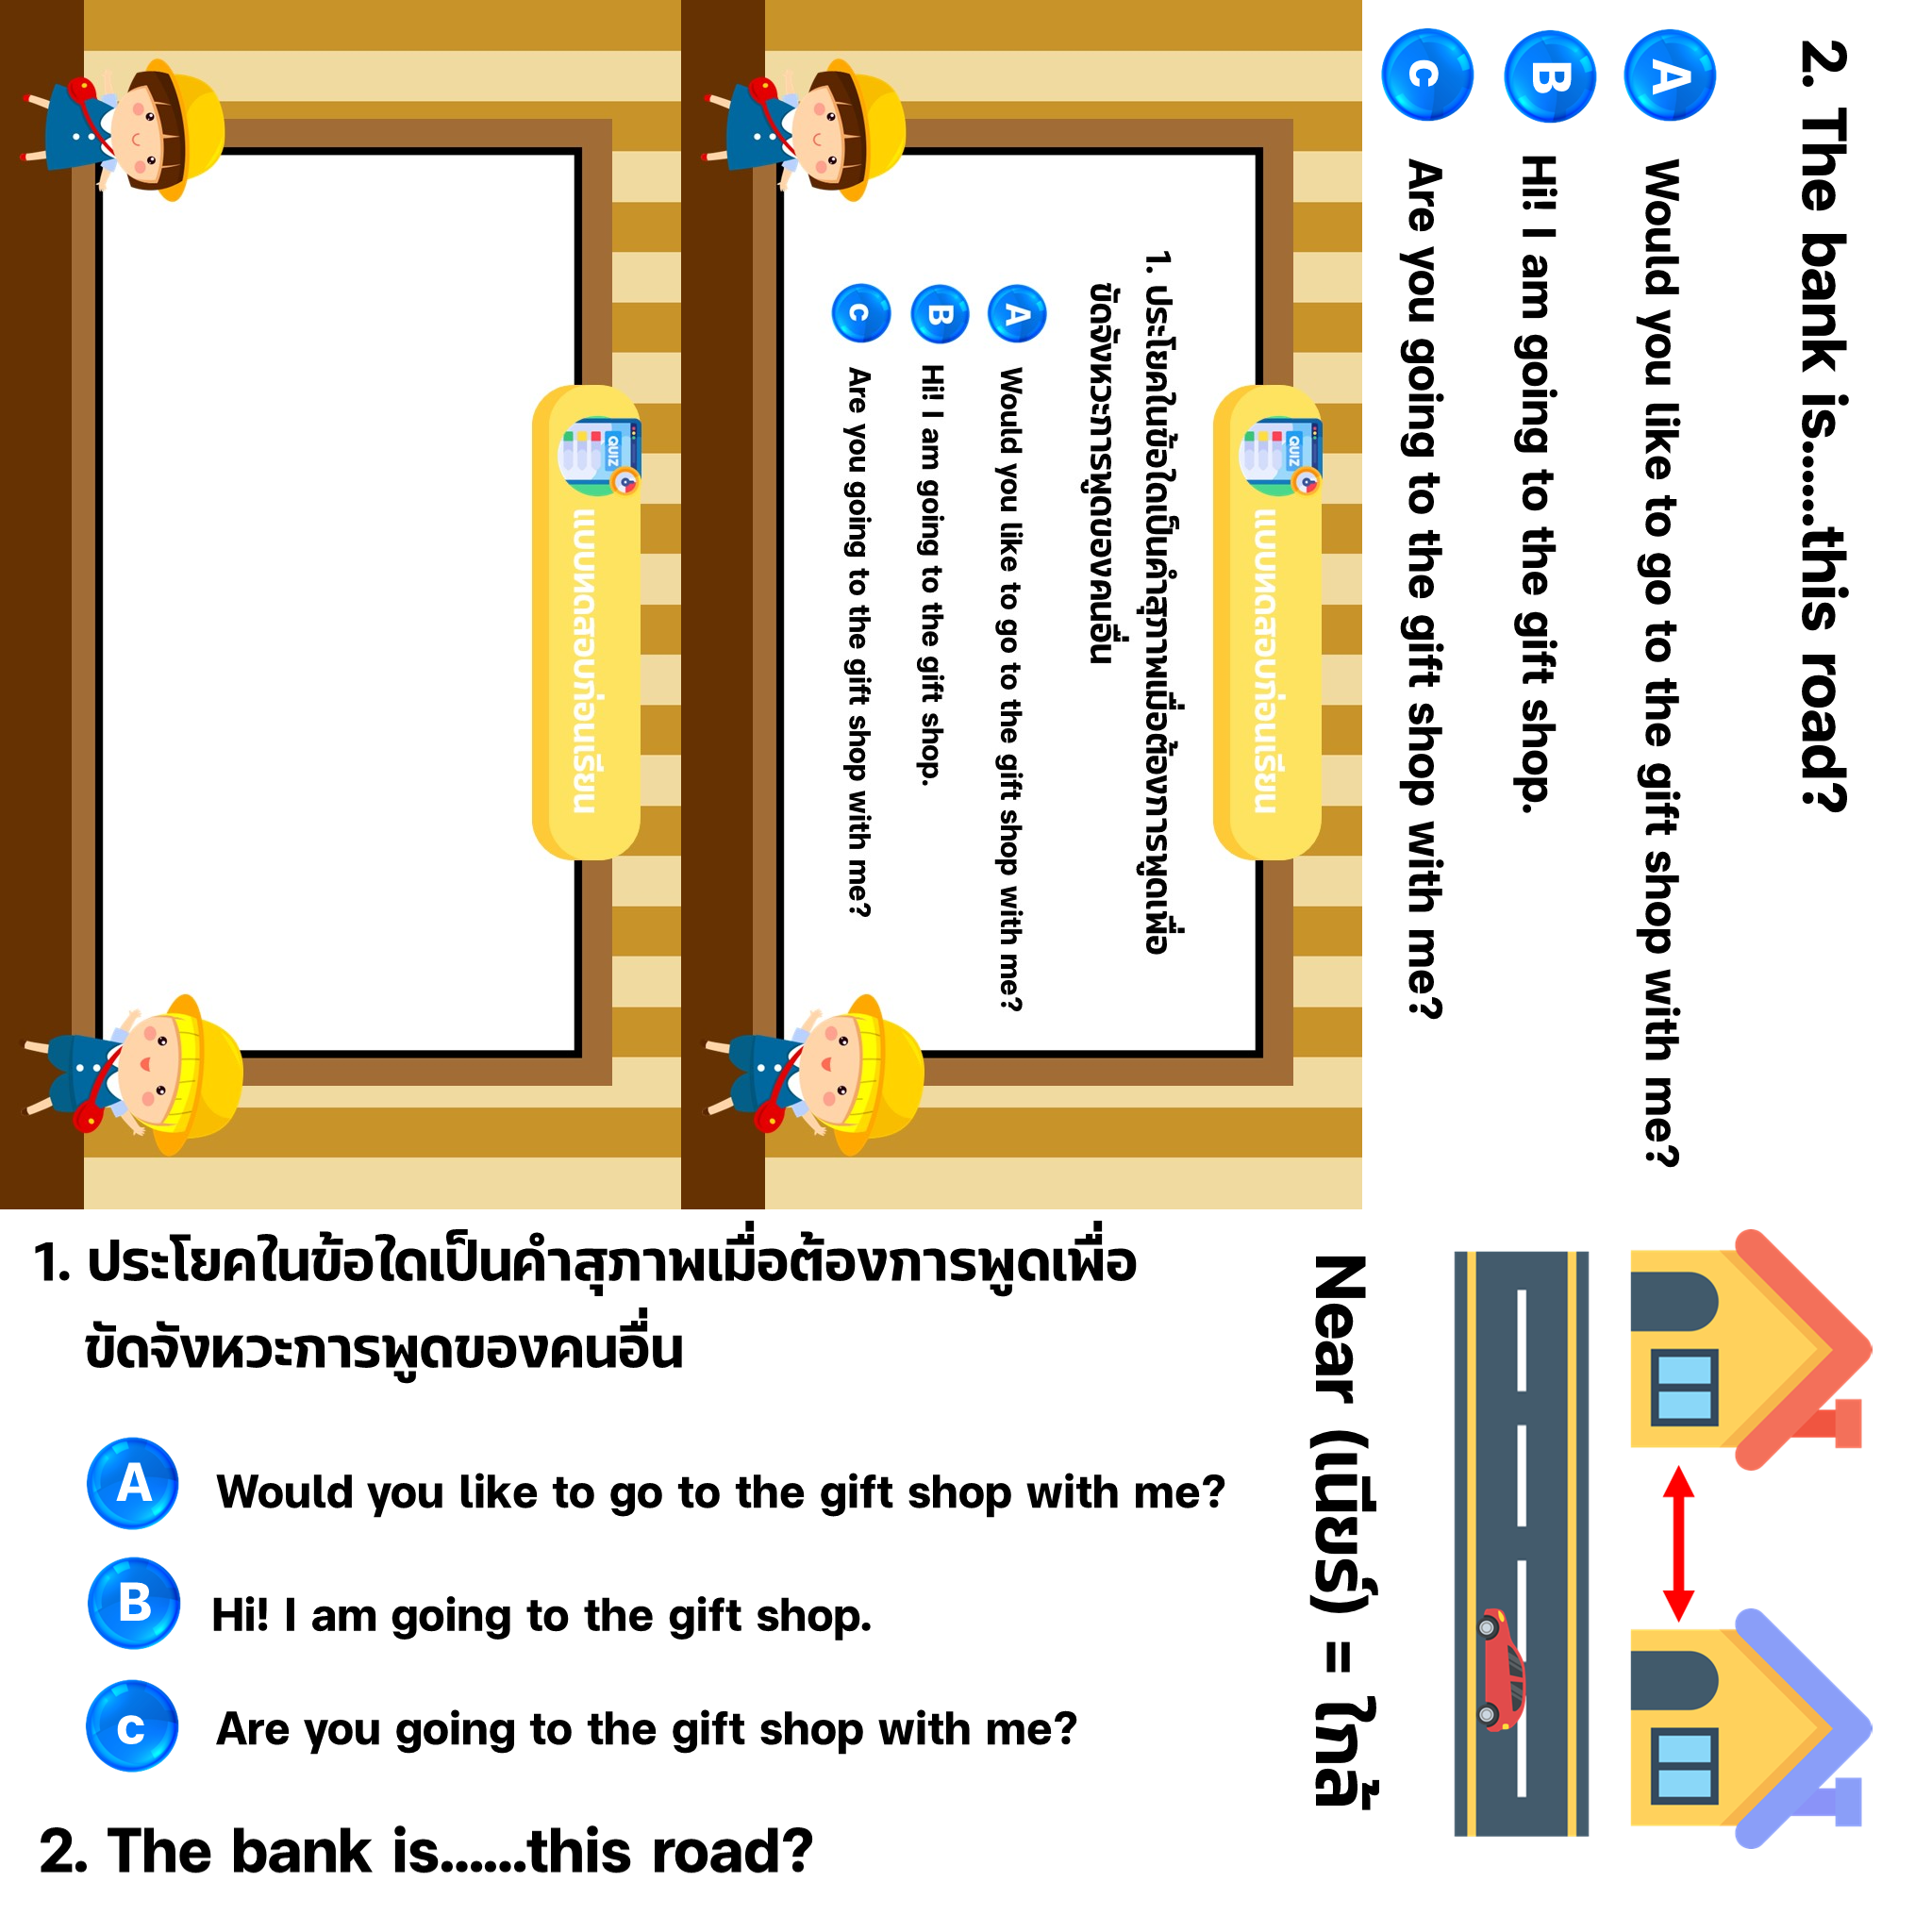 QUIZ
แบบทดสอบก่อนเรียน
QUIZ
แบบทดสอบก่อนเรียน
1. ประโยคในข้อใดเป็นคำสุภาพเมื่อต้องการพูดเพื่อ
ขัดจังหวะการพูดของคนอื่น
A Would you like to go to the gift shop with me?
B Hi! I am going to the gift shop.
c Are you going to the gift shop with me?
2. The bank is......this road?
A Would you like to go to the gift shop with me?
B Hi! I am going to the gift shop.
c Are you going to the gift shop with me?
1. ประโยคในข้อใดเป็นคำสุภาพเมื่อต้องการพูดเพื่อ
ขัดจังหวะการพูดของคนอื่น
A Would you like to go to the gift shop with me?
B Hi! I am going to the gift shop.
c Are you going to the gift shop with me?
2. The bank is......this road?
Near (เนียร์) = ใกล้